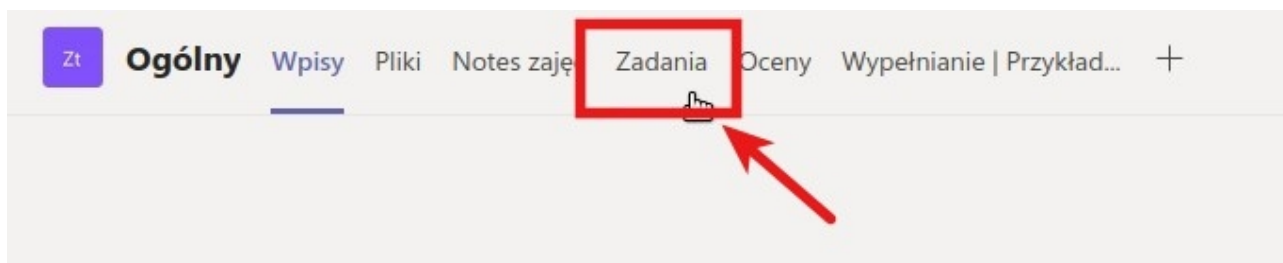 Zt Ogólny Wpisy Pliki Notes zaję Zadania Oceny Wypełnianie | Przykład... +